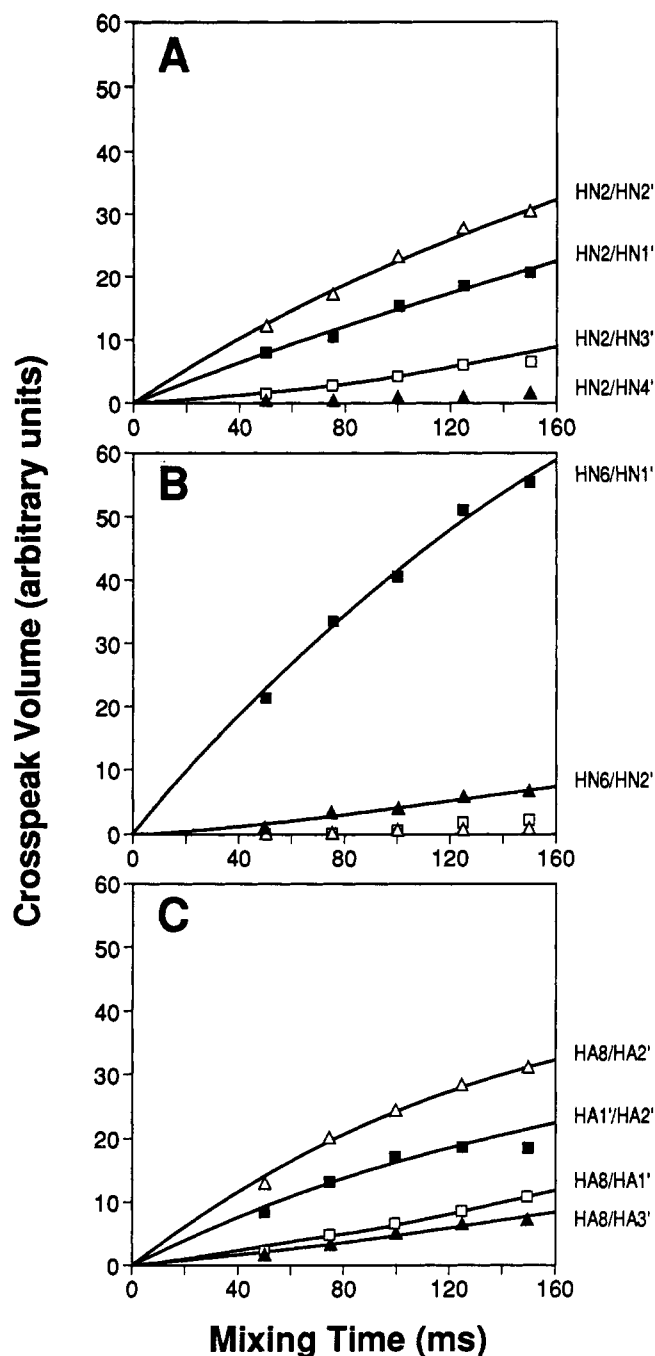 A
60
50
40
30
20
10
0
HN2/HN2'
HN2/HN1'
HN2/HN3'
HN2/HN4'
0 40 80 120 160
B
60
50
40
30
20
10
0
HN6/HN1'
HN6/HN2'
0 40 80 120 160
C
60
50
40
30
20
10
0
HA8/HA2'
HA1'/HA2'
HA8/HA1'
HA8/HA3'
0 40 80 120 160
Crosspeak Volume (arbitrary units)
Mixing Time (ms)